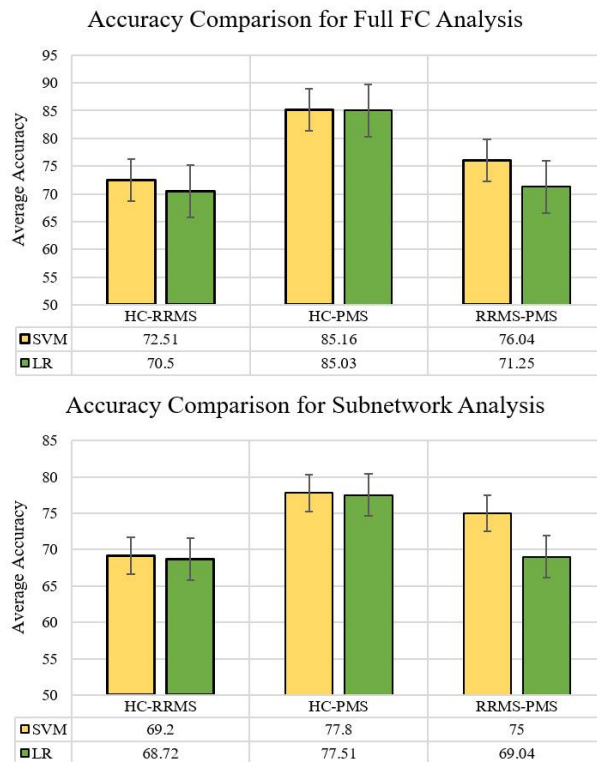 Accuracy Comparison for Full FC Analysis
Average Accuracy
95
90
85
80
75
70
65
60
55
50
HC-RRMS HC-PMS RRMS-PMS
SVM 72.51 85.16 76.04
LR 70.5 85.03 71.25
Accuracy Comparison for Subnetwork Analysis
Average Accuracy
85
80
75
70
65
60
55
50
HC-RRMS HC-PMS RRMS-PMS
SVM 69.2 77.8 75
LR 68.72 77.51 69.04